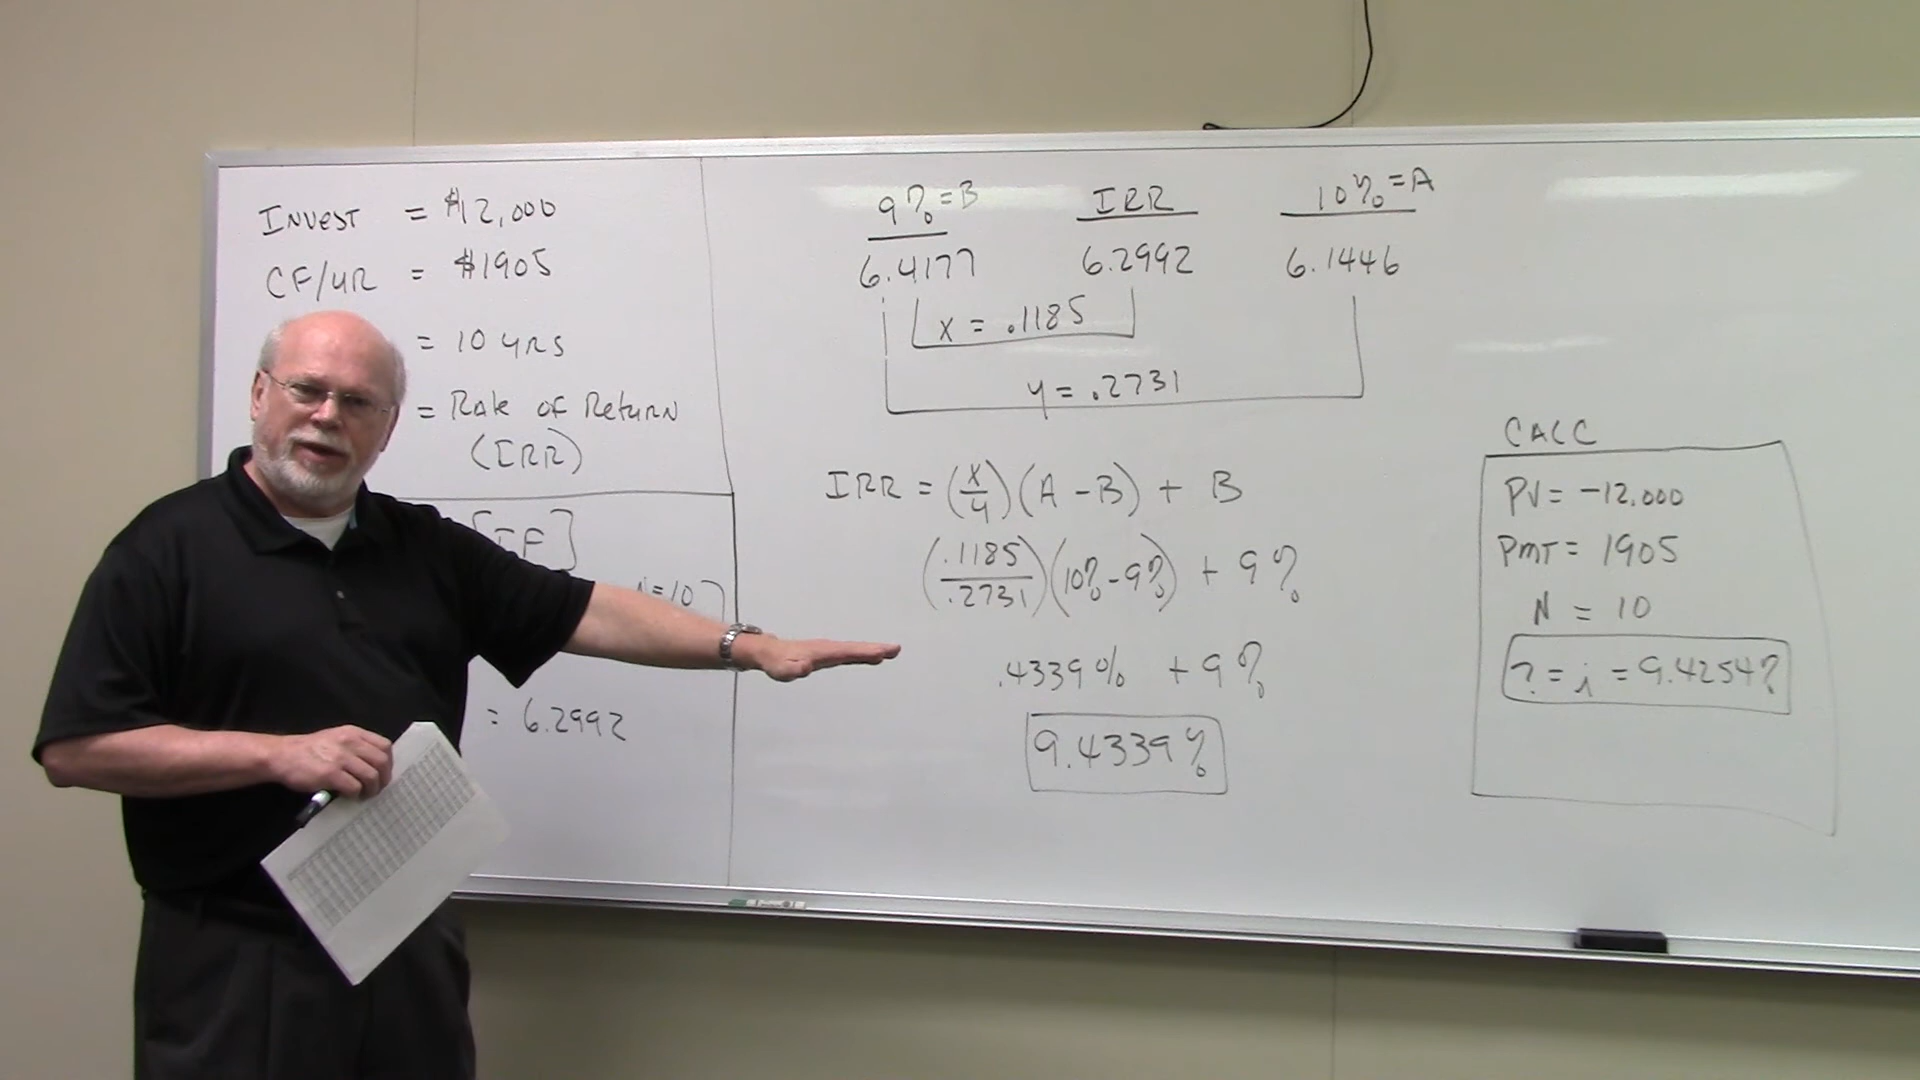 INVEST = $12,000
CF/YR = $1905
= 10 YRS
= Rate of Return
(IRR)
[IF]
N=10
= 6.2992
9% = B IRR 10% = A
6.4177 6.2992 6.1446
x = .1185
y = .2731
IRR = (x/y)(A - B) + B
(.1185/.2731)(10% - 9%) + 9%
.4339% + 9%
9.4339%
CALC
PV = -12,000
PMT = 1905
N = 10
? = i = 9.4254%